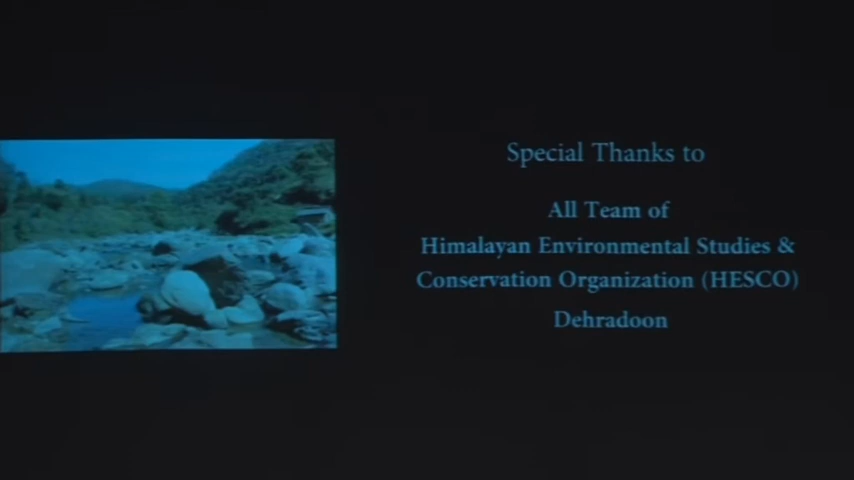 Special Thanks to
All Team of
Himalayan Environmental Studies &
Conservation Organization (HESCO)
Dehradoon